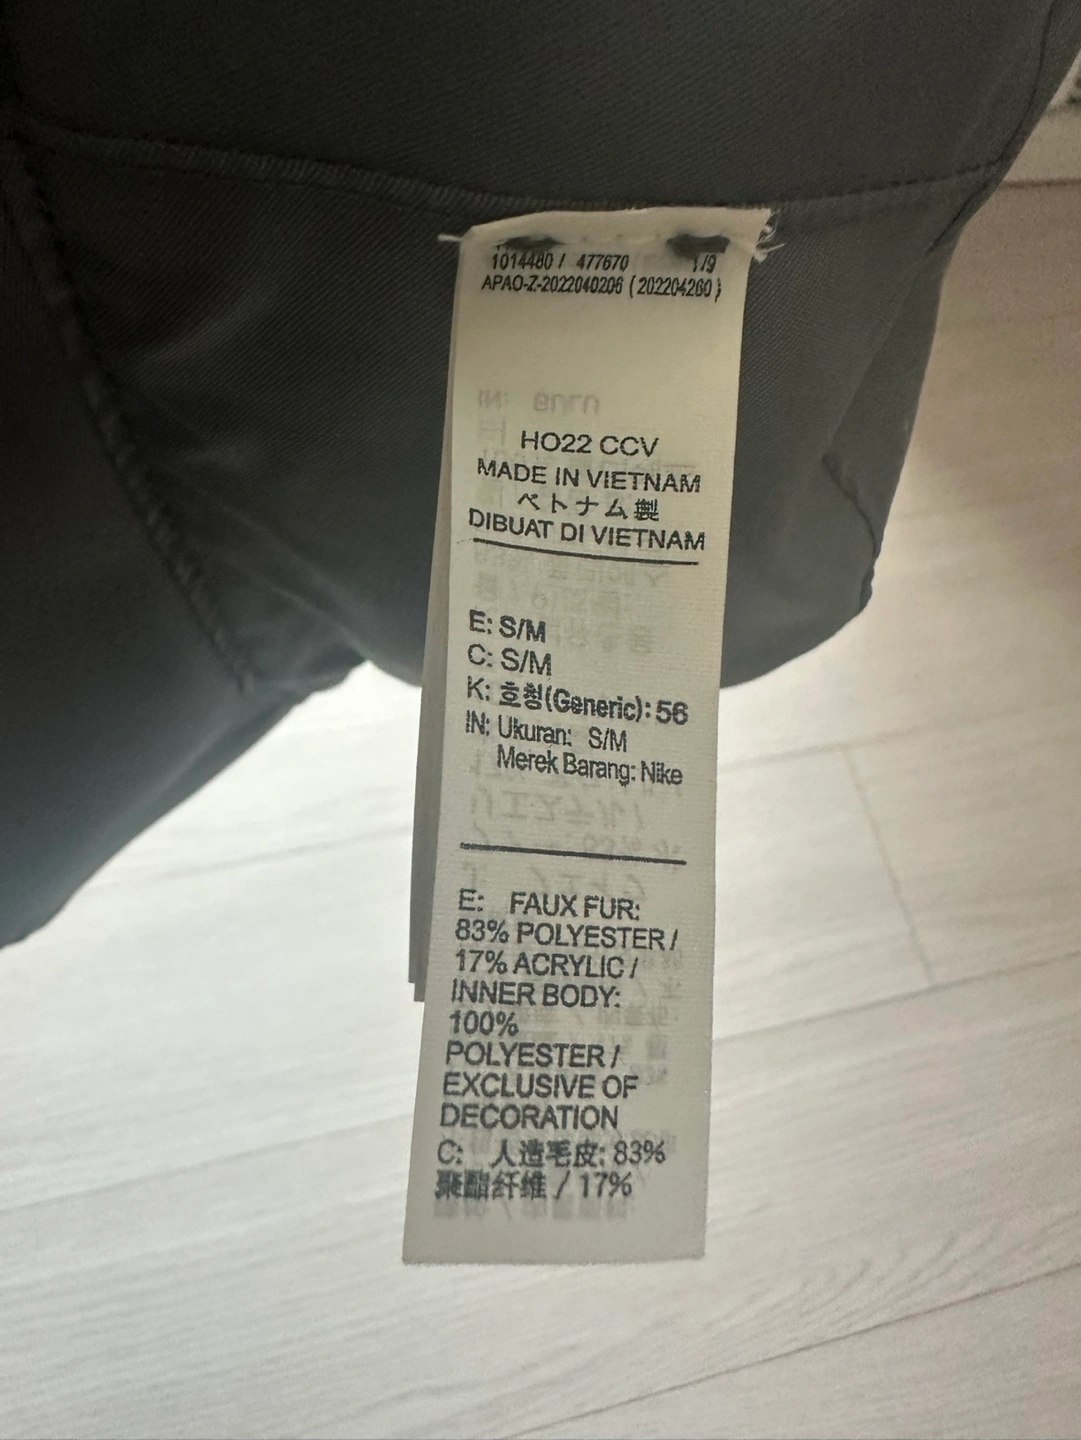 1014480 / 477670 1/9
APAO-Z-2022040206 ( 202204260 )
HO22 CCV
MADE IN VIETNAM
ベトナム製
DIBUAT DI VIETNAM
E: S/M
C: S/M
K: 호칭(Generic): 56
IN: Ukuran: S/M
Merek Barang: Nike
E: FAUX FUR:
83% POLYESTER /
17% ACRYLIC /
INNER BODY:
100%
POLYESTER /
EXCLUSIVE OF
DECORATION
C: 人造毛皮: 83%
聚酯纤维 / 17%